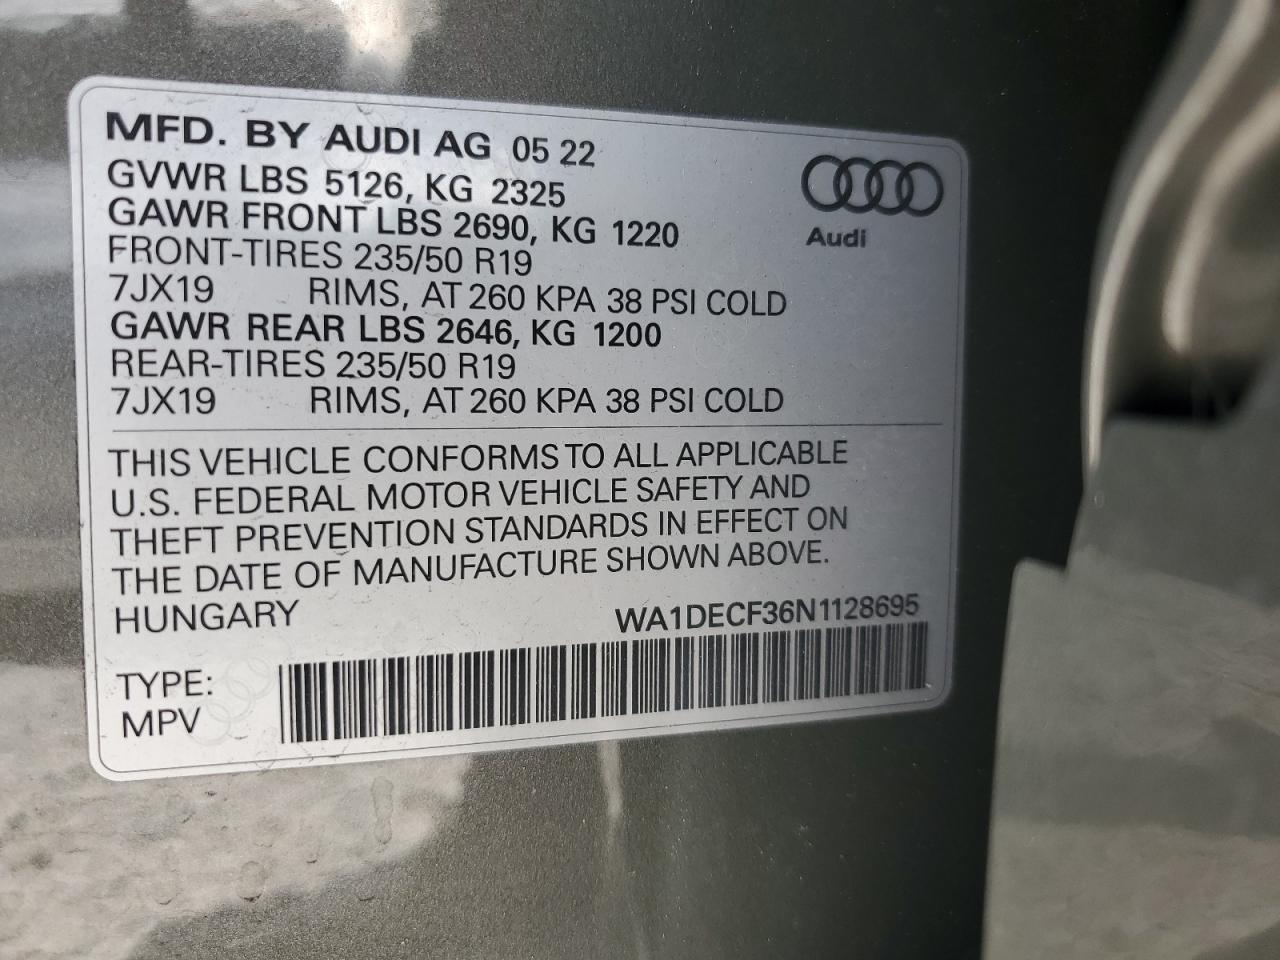 MFD. BY AUDI AG 05 22
GVWR LBS 5126, KG 2325
GAWR FRONT LBS 2690, KG 1220
FRONT-TIRES 235/50 R19
7JX19 RIMS, AT 260 KPA 38 PSI COLD
GAWR REAR LBS 2646, KG 1200
REAR-TIRES 235/50 R19
7JX19 RIMS, AT 260 KPA 38 PSI COLD
Audi
THIS VEHICLE CONFORMS TO ALL APPLICABLE
U.S. FEDERAL MOTOR VEHICLE SAFETY AND
THEFT PREVENTION STANDARDS IN EFFECT ON
THE DATE OF MANUFACTURE SHOWN ABOVE.
HUNGARY WA1DECF36N1128695
TYPE:
MPV